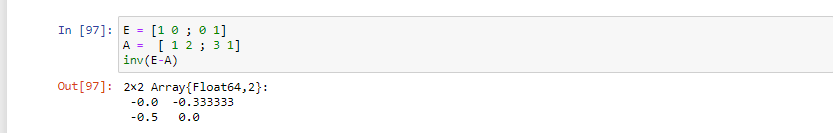 In [97]: E = [1 0 ; 0 1]
A =  [ 1 2 ; 3 1]
inv(E-A)
Out[97]: 2×2 Array{Float64,2}:
 -0.0  -0.333333
 -0.5   0.0